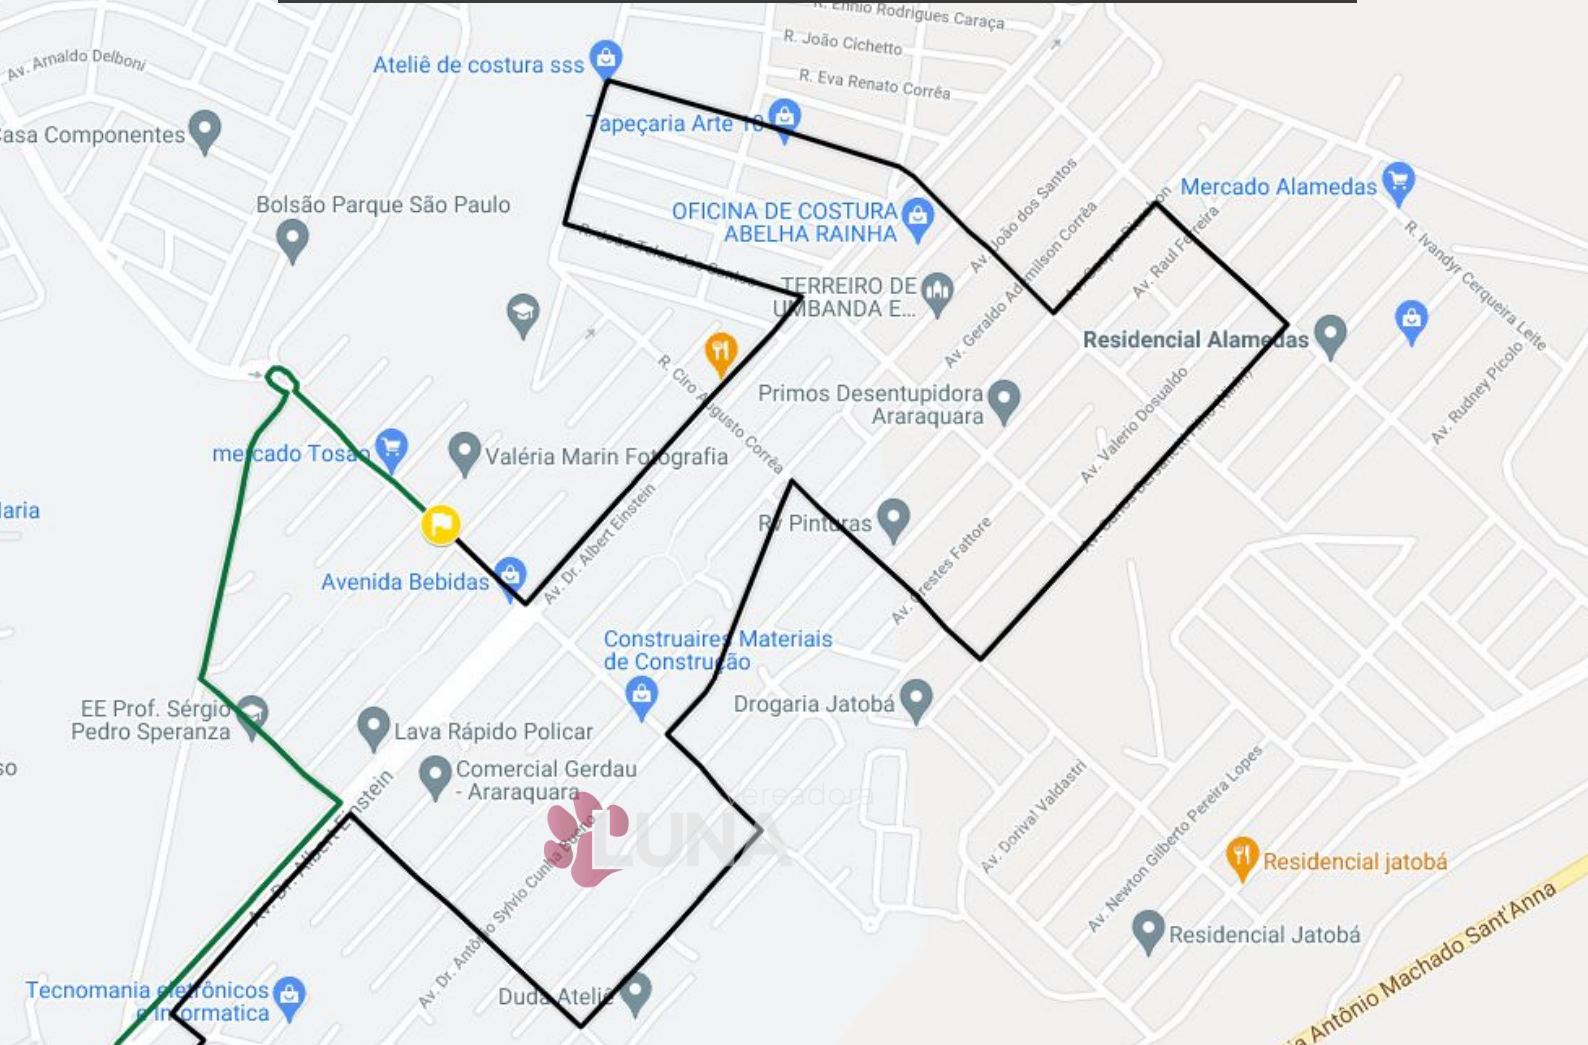 R. Ennio Rodrigues Caraça
Av. Arnaldo Delboni
Ateliê de costura sss
R. João Cichetto
R. Eva Renato Corrêa
Tapeçaria Arte 10
Casa Componentes
Bolsão Parque São Paulo
OFICINA DE COSTURA
ABELHA RAINHA
Av. João dos Santos
Mercado Alamedas
Av. Raul Ferreira
R. Ivandyr Cerqueira Leite
TERREIRO DE
UMBANDA E...
Av. Geraldo Adamilson Corrêa
Residencial Alamedas
R. Ciro Augusto Corrêa
Primos Desentupidora
Araraquara
Av. Valerio Dosualdo
Av. Rudney Pícolo
mercado Tosão
Valéria Marin Fotografia
laria
Rv Pinturas
Av. Dr. Albert Einstein
Av. Orestes Fattore
Avenida Bebidas
Construaires Materiais
de Construção
EE Prof. Sérgio
Pedro Speranza
Lava Rápido Policar
Drogaria Jatobá
so
Comercial Gerdau
- Araraquara
vereadora
LUNA
Av. Dr. Albert Einstein
Av. Dr. Antônio Sylvio Cunha Bueno
Av. Dorival Valdastri
Av. Newton Gilberto Pereira Lopes
Residencial jatobá
Residencial Jatobá
Tecnomania eletrônicos
e Informatica
Duda Ateliê
ia Antônio Machado Sant'Anna